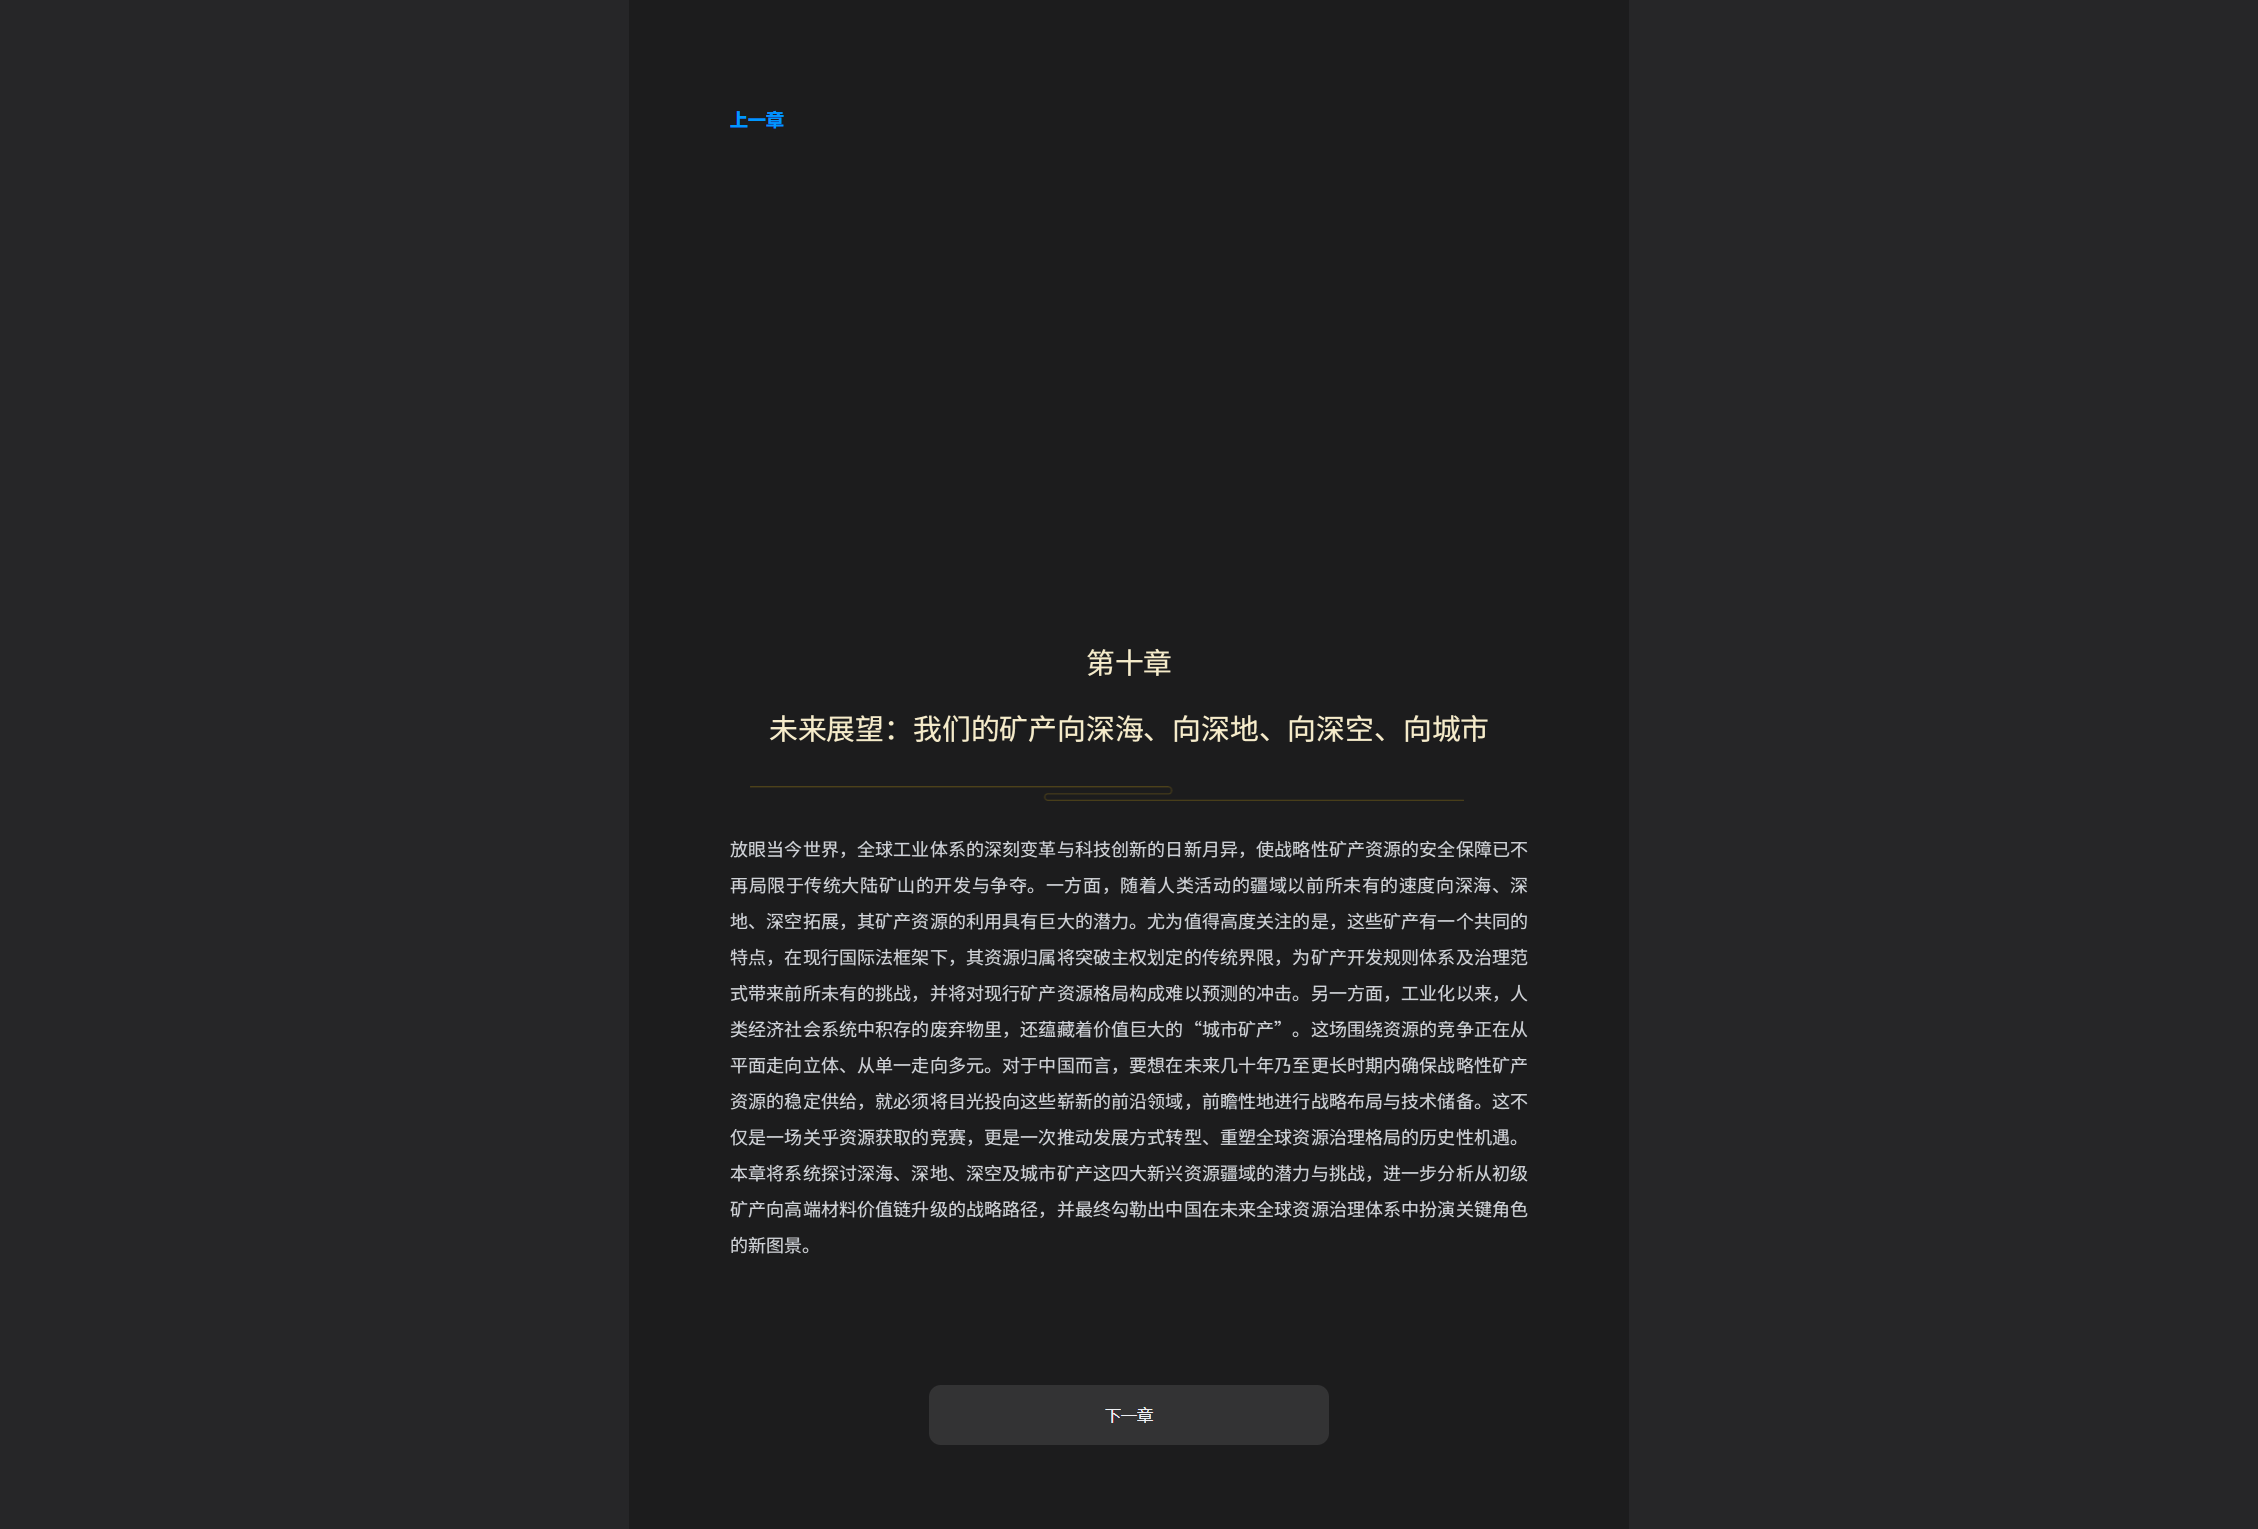 上一章
第十章
未来展望：我们的矿产向深海、向深地、向深空、向城市
放眼当今世界，全球工业体系的深刻变革与科技创新的日新月异，使战略性矿产资源的安全保障已不
再局限于传统大陆矿山的开发与争夺。一方面，随着人类活动的疆域以前所未有的速度向深海、深
地、深空拓展，其矿产资源的利用具有巨大的潜力。尤为值得高度关注的是，这些矿产有一个共同的
特点，在现行国际法框架下，其资源归属将突破主权划定的传统界限，为矿产开发规则体系及治理范
式带来前所未有的挑战，并将对现行矿产资源格局构成难以预测的冲击。另一方面，工业化以来，人
类经济社会系统中积存的废弃物里，还蕴藏着价值巨大的“城市矿产”。这场围绕资源的竞争正在从
平面走向立体、从单一走向多元。对于中国而言，要想在未来几十年乃至更长时期内确保战略性矿产
资源的稳定供给，就必须将目光投向这些崭新的前沿领域，前瞻性地进行战略布局与技术储备。这不
仅是一场关乎资源获取的竞赛，更是一次推动发展方式转型、重塑全球资源治理格局的历史性机遇。
本章将系统探讨深海、深地、深空及城市矿产这四大新兴资源疆域的潜力与挑战，进一步分析从初级
矿产向高端材料价值链升级的战略路径，并最终勾勒出中国在未来全球资源治理体系中扮演关键角色
的新图景。
下一章